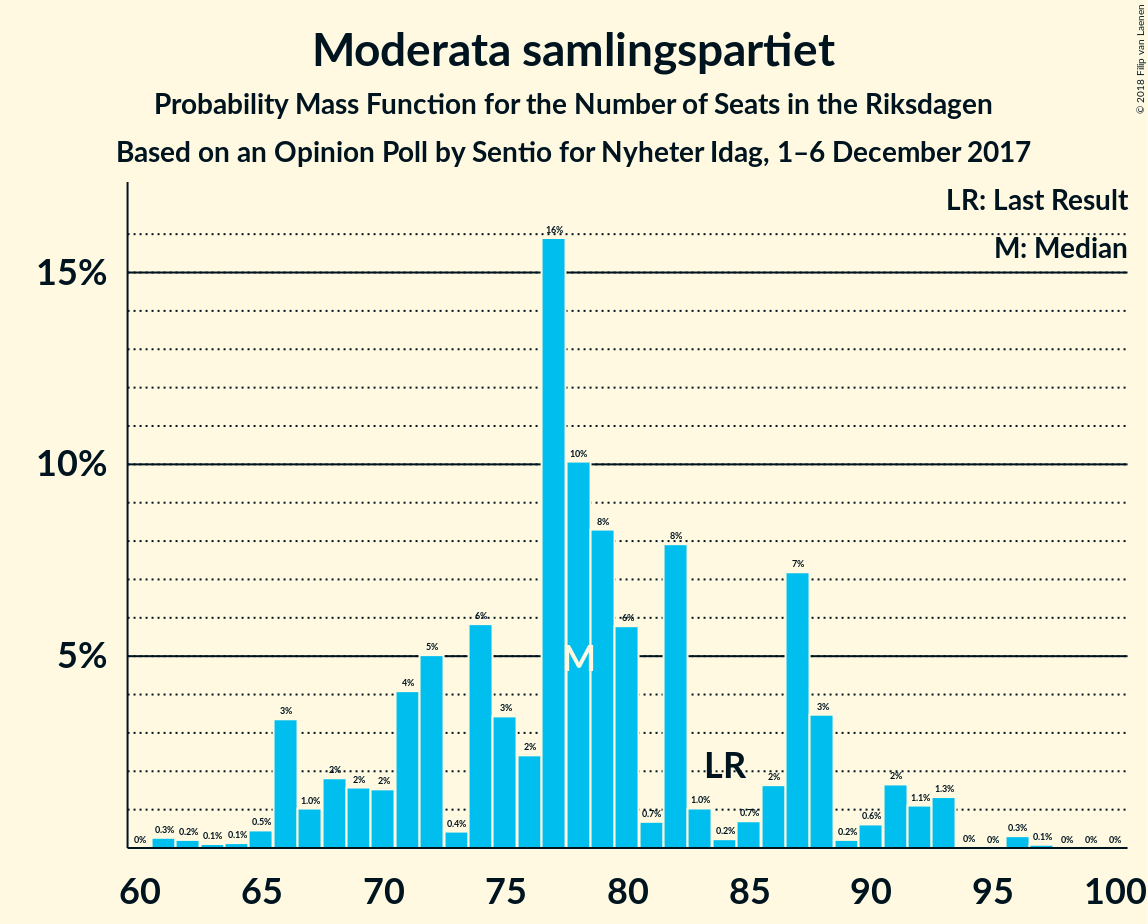 Moderata samlingspartiet
Probability Mass Function for the Number of Seats in the Riksdagen
Based on an Opinion Poll by Sentio for Nyheter Idag, 1–6 December 2017
© 2018 Filip van Laenen
LR: Last Result
M: Median
15%
10%
5%
0% 0.3% 0.2% 0.1% 0.1% 0.5% 3% 1.0% 2% 2% 2% 4% 5% 0.4% 6% 3% 2% 16% 10% 8% 6% 0.7% 8% 1.0% 0.2% 0.7% 2% 7% 3% 0.2% 0.6% 2% 1.1% 1.3% 0% 0% 0.3% 0.1% 0% 0% 0%
M
LR
60 65 70 75 80 85 90 95 100